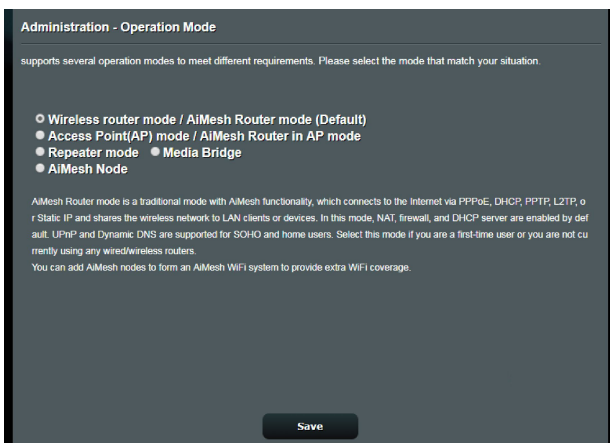 Administration - Operation Mode
supports several operation modes to meet different requirements. Please select the mode that match your situation.
Wireless router mode / AiMesh Router mode (Default)
Access Point(AP) mode / AiMesh Router in AP mode
Repeater mode Media Bridge
AiMesh Node
AiMesh Router mode is a traditional mode with AiMesh functionality, which connects to the Internet via PPPoE, DHCP, PPTP, L2TP, o
r Static IP and shares the wireless network to LAN clients or devices. In this mode, NAT, firewall, and DHCP server are enabled by def
ault. UPnP and Dynamic DNS are supported for SOHO and home users. Select this mode if you are a first-time user or you are not cu
rrently using any wired/wireless routers.
You can add AiMesh nodes to form an AiMesh WiFi system to provide extra WiFi coverage.
Save